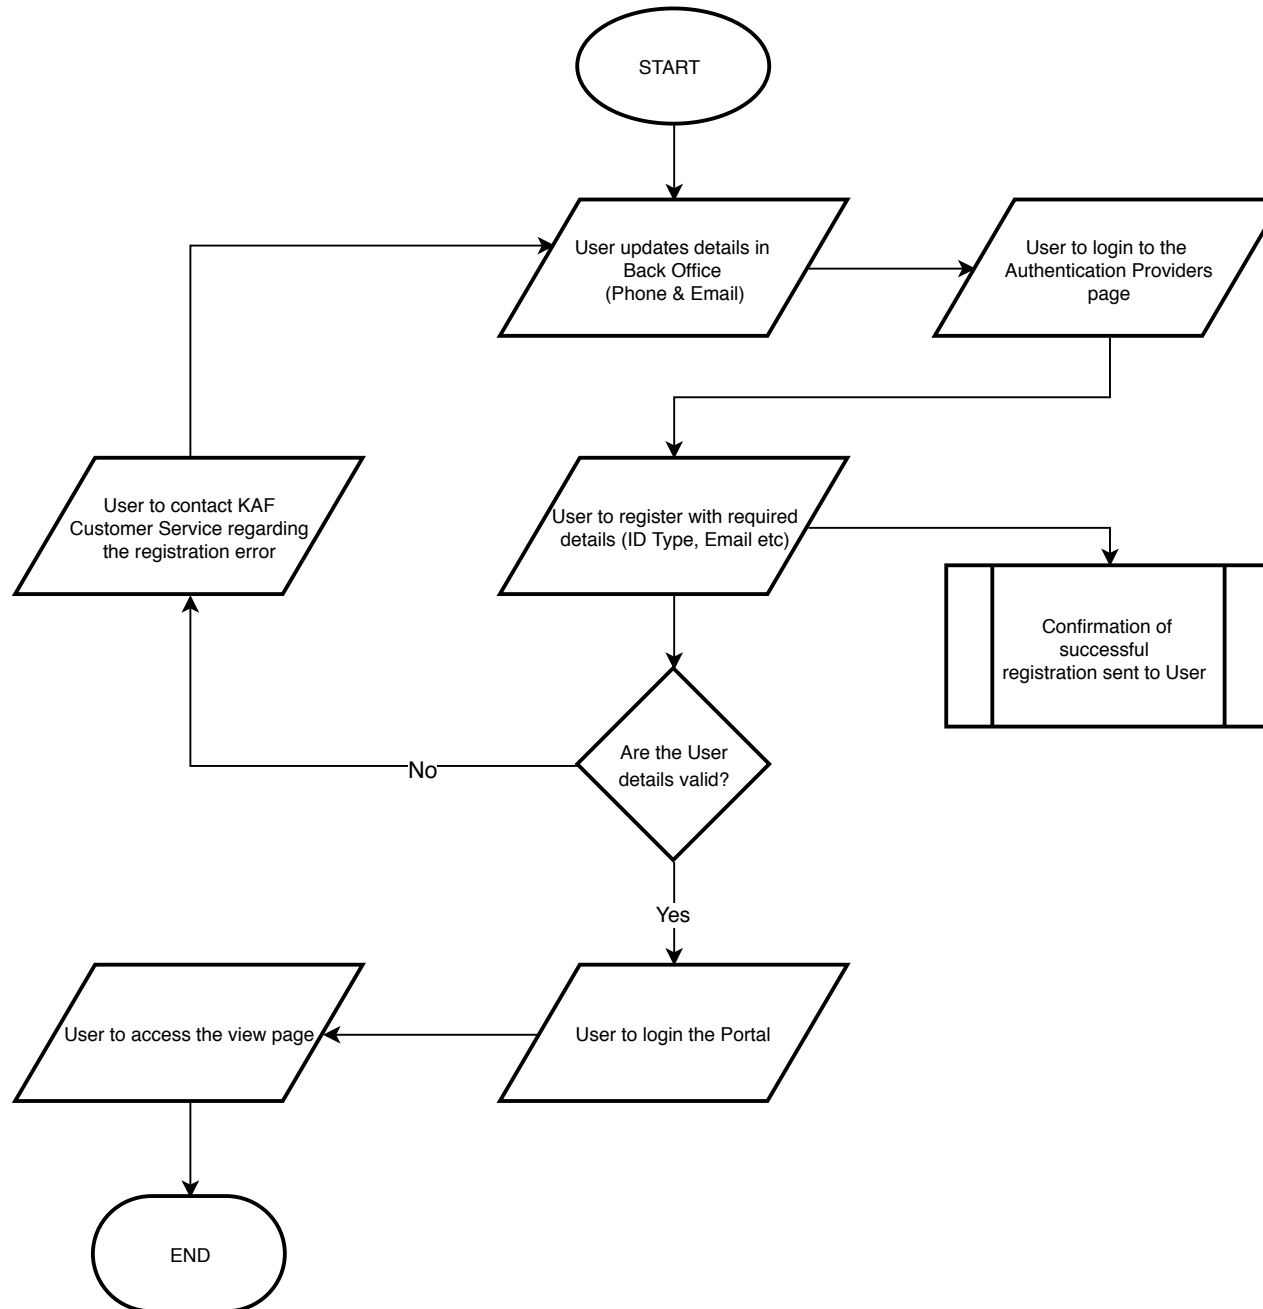 START
User updates details in
Back Office
(Phone & Email)
User to login to the
Authentication Providers
page
User to contact KAF
Customer Service regarding
the registration error
User to register with required
details (ID Type, Email etc)
Confirmation of
successful
registration sent to User
Are the User
details valid?
No
Yes
User to access the view page
User to login the Portal
END